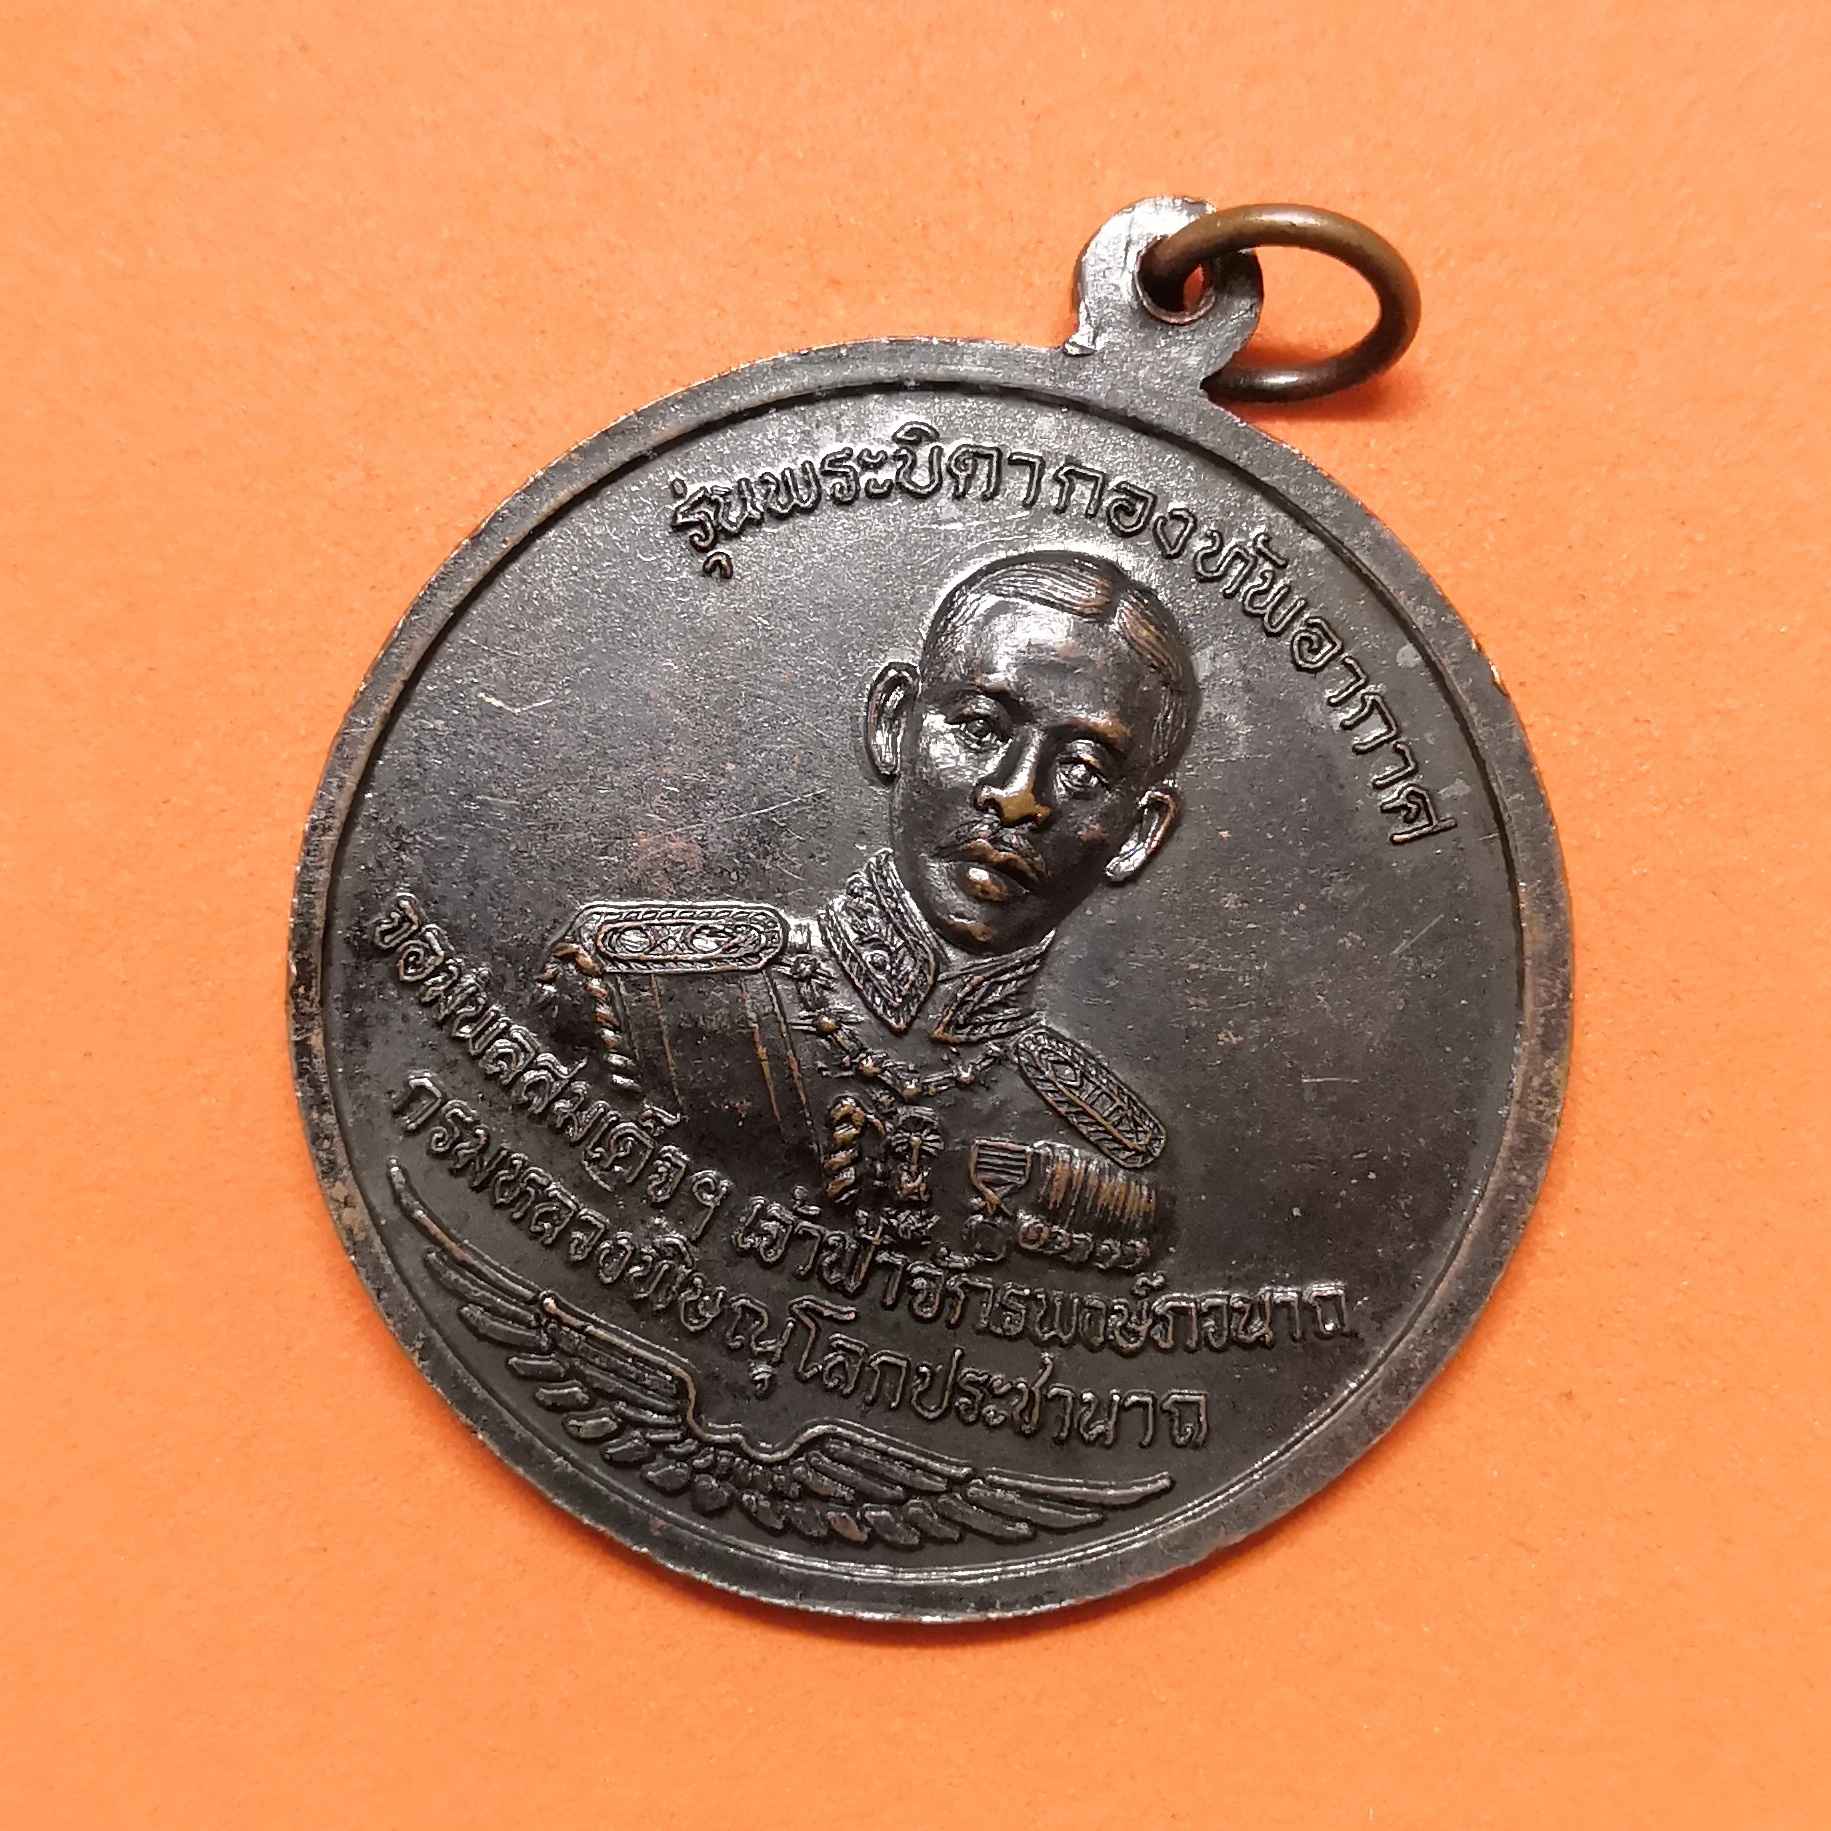 รุ่นพระบิดากองทัพอากาศ
จอมพลสมเด็จฯ เจ้าฟ้าจักรพงษ์ภูวนารถ
กรมหลวงพิษณุโลกประชานารถ